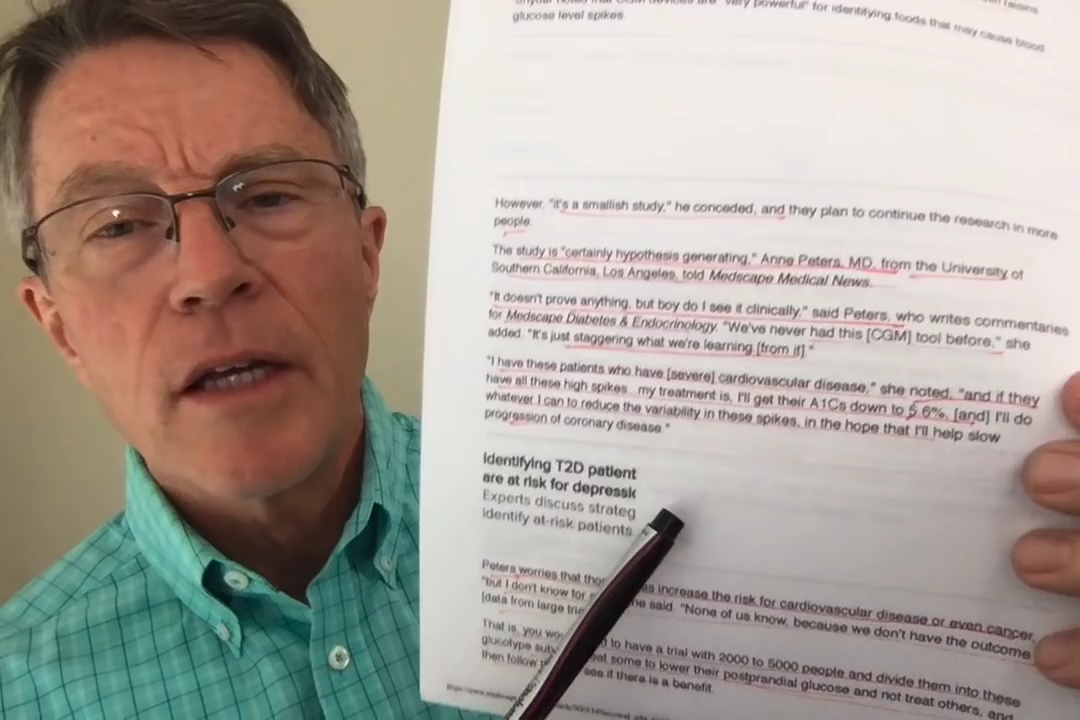 "very powerful" for identifying foods that may cause blood
glucose level spikes.
However, "it's a smallish study," he conceded, and they plan to continue the research in more
people.
The study is "certainly hypothesis generating," Anne Peters, MD, from the University of
Southern California, Los Angeles, told Medscape Medical News.
"It doesn't prove anything, but boy do I see it clinically," said Peters, who writes commentaries
for Medscape Diabetes & Endocrinology. "We've never had this [CGM] tool before," she
added. "It's just staggering what we're learning [from it]."
"I have these patients who have [severe] cardiovascular disease," she noted, "and if they
have all these high spikes...my treatment is, I'll get their A1Cs down to 5.6%, [and] I'll do
whatever I can to reduce the variability in these spikes, in the hope that I'll help slow
progression of coronary disease."
Identifying T2D patient
are at risk for depressi
Experts discuss strateg
identify at-risk patients
Peters worries that increase the risk for cardiovascular disease or even cancer,
"but I don't know for she said. "None of us know, because we don't have the outcome
[data from large
That is, you to have a trial with 2000 to 5000 people and divide them into these
glucotype some to lower their postprandial glucose and not treat others, and
then follow see if there is a benefit.